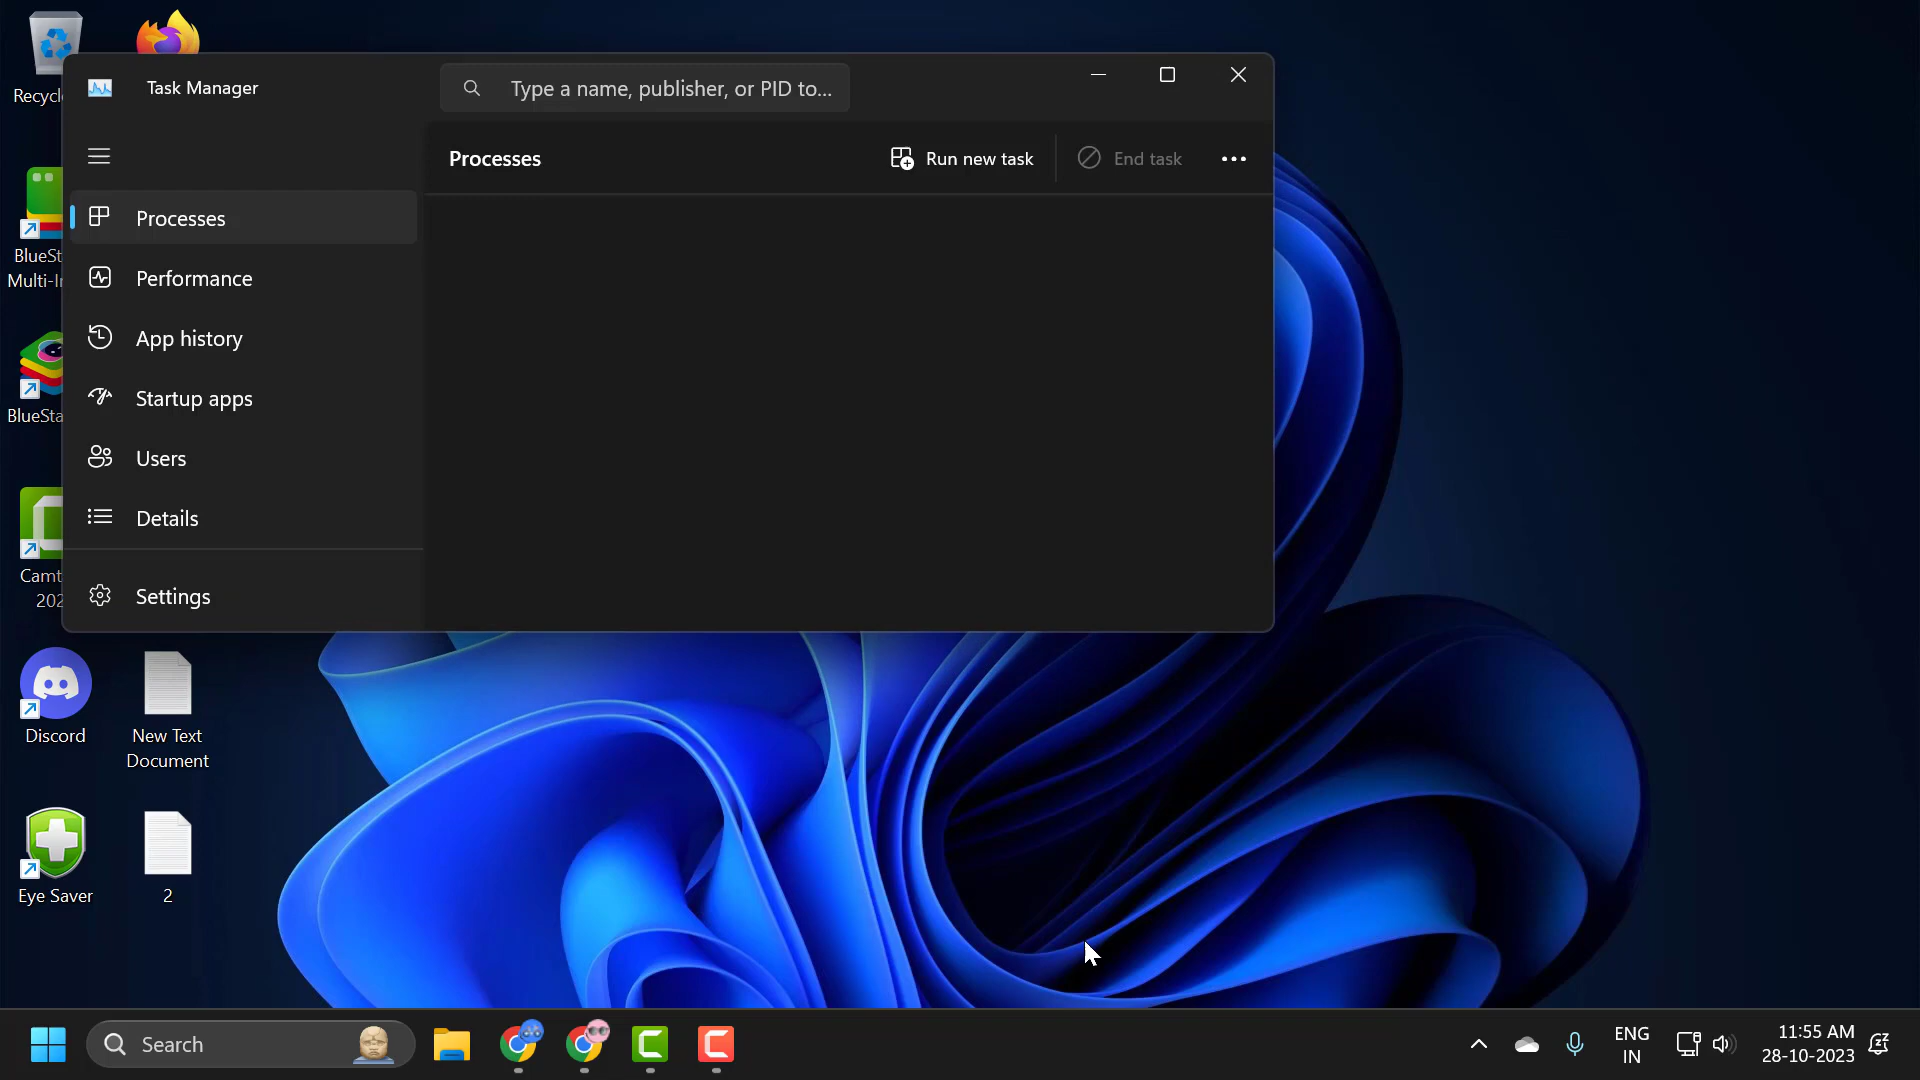 Recycl
Task Manager
Type a name, publisher, or PID to...
Processes
Run new task
End task
Processes
Performance
App history
Startup apps
Users
Details
Settings
BlueSt
Multi-In
BlueSta
Camt
202
Discord
New Text
Document
Eye Saver
2
Search
ENG
IN
11:55 AM
28-10-2023